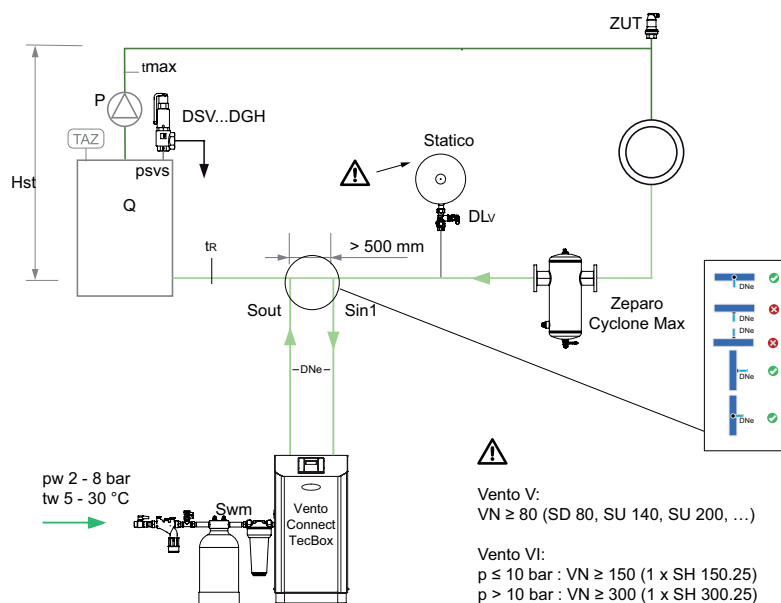 ZUT
tmax
P
DSV...DGH
TAZ
Statico
Hst
psvs
Q
DLv
> 500 mm
tR
Sout
Sin1
Zeparo
Cyclone Max
DNe
DNe
DNe
DNe
DNe
DNe
pw 2 - 8 bar
tw 5 - 30 °C
Swm
Vento
Connect
TecBox
Vento V:
VN ≥ 80 (SD 80, SU 140, SU 200, …)
Vento VI:
p ≤ 10 bar : VN ≥ 150 (1 x SH 150.25)
p > 10 bar : VN ≥ 300 (1 x SH 300.25)